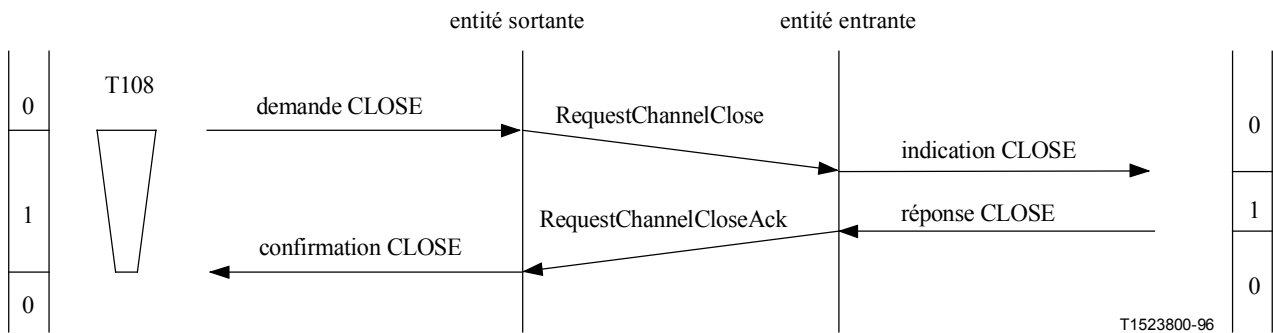 entité sortante
entité entrante
T108
0
demande CLOSE
RequestChannelClose
0
indication CLOSE
1
RequestChannelCloseAck
réponse CLOSE
1
confirmation CLOSE
0
0
T1523800-96